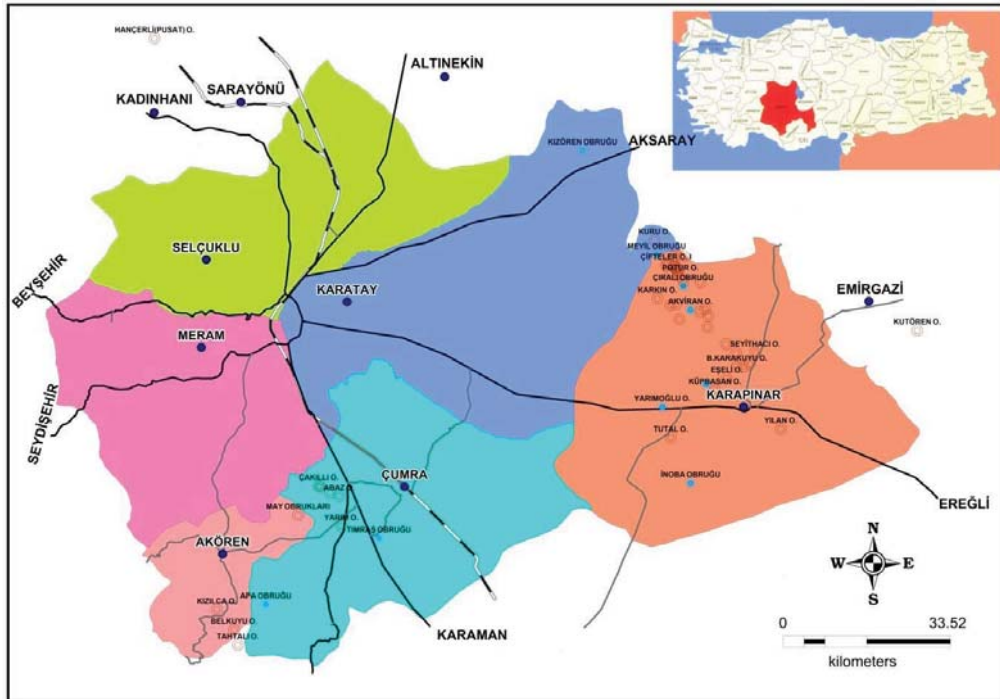 HANÇERLİ(PUSAT) O.
ALTINEKİN
SARAYÖNÜ
KADINHANI
AKSARAY
KIZÖREN OBRUĞU
KURU O.
MEYİL OBRUĞU
SELÇUKLU
ÇİFTELER O. I
POTUR O.
ÇIRALI OBRUĞU
BEYŞEHİR
KARATAY
KARKIN O.
AKVİRAN O.
EMİRGAZİ
KUTÖREN O.
MERAM
SEYİTHACI O.
B.KARAKUYU O.
EŞELİ O.
KÜPBASAN O.
SEYDİŞEHİR
YARIMOĞLU O.
KARAPINAR
TUTAL O.
YILAN O.
ÇAKILLI O.
ABAZ O.
ÇUMRA
İNOBA OBRUĞU
MAY OBRUKLARI
YARIM O.
EREĞLİ
TIMRAŞ OBRUĞU
AKÖREN
N
W E
S
KIZILCA O.
APA OBRUĞU
BELKUYU O.
TAHTALI O.
KARAMAN
0 33.52
kilometers